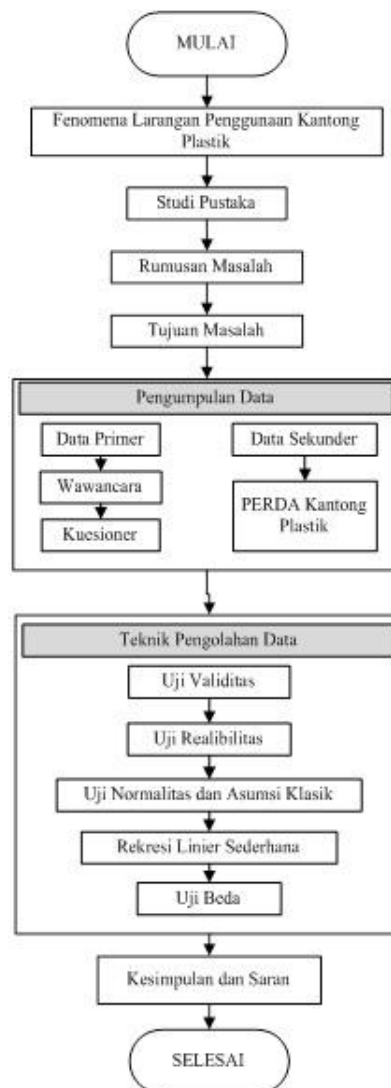 MULAI
Fenomena Larangan Penggunaan Kantong
Plastik
Studi Pustaka
Rumusan Masalah
Tujuan Masalah
Pengumpulan Data
Data Primer
Wawancara
Kuesioner
Data Sekunder
PERDA Kantong
Plastik
Teknik Pengolahan Data
Uji Validitas
Uji Realibilitas
Uji Normalitas dan Asumsi Klasik
Rekresi Linier Sederhana
Uji Beda
Kesimpulan dan Saran
SELESAI